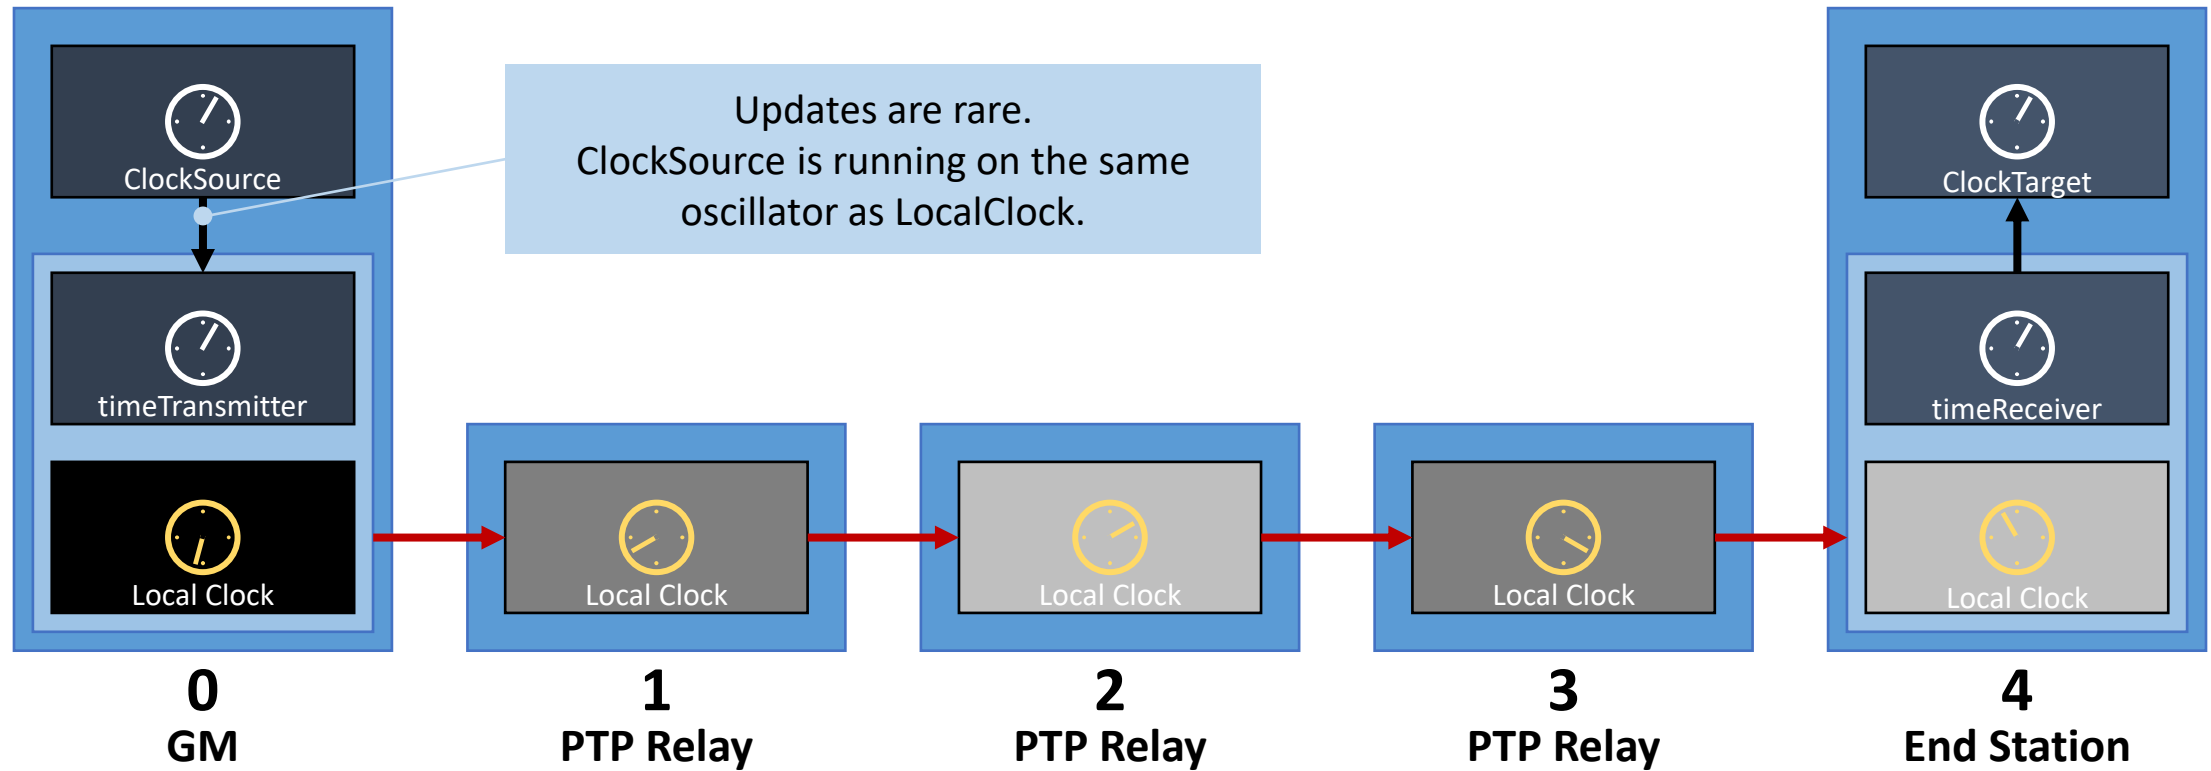 ClockSource
Updates are rare.
ClockSource is running on the same
oscillator as LocalClock.
ClockTarget
timeTransmitter
timeReceiver
Local Clock
Local Clock
Local Clock
Local Clock
Local Clock
0
GM
1
PTP Relay
2
PTP Relay
3
PTP Relay
4
End Station